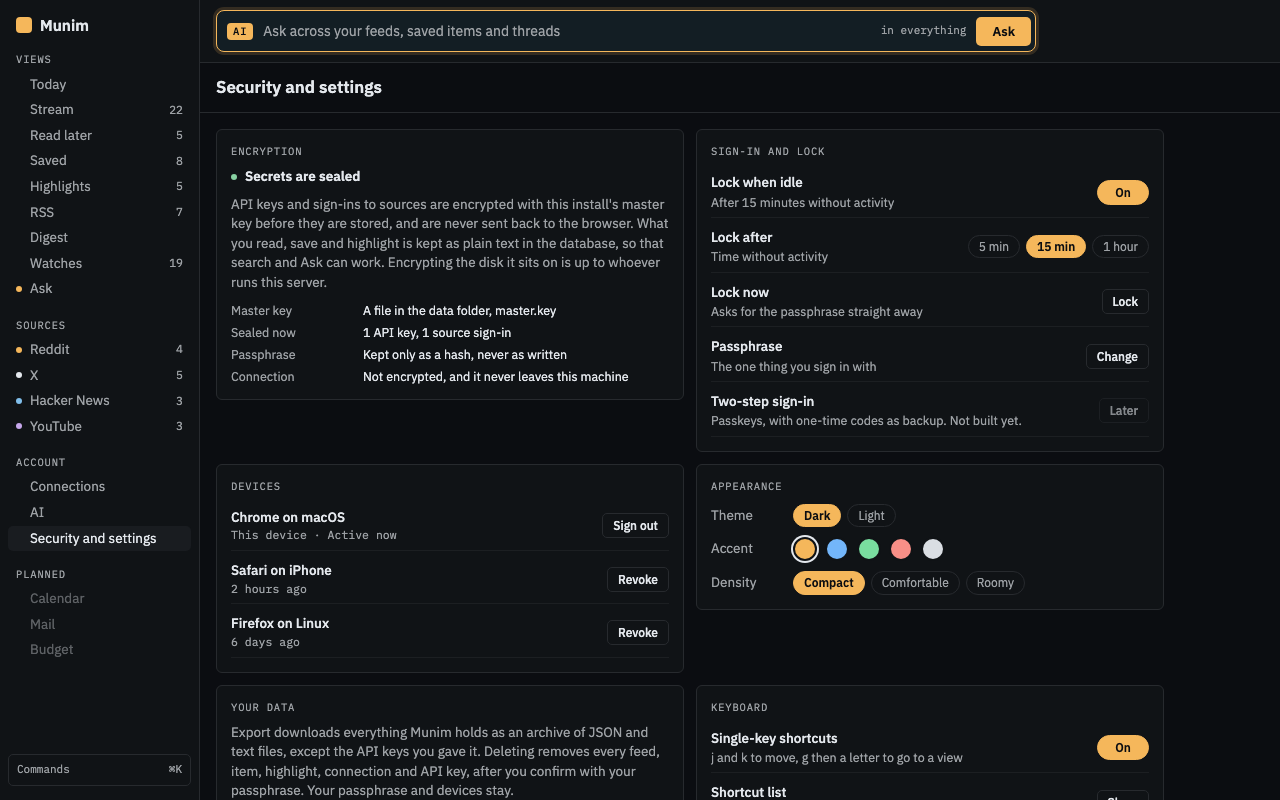 Munim
VIEWS
Today
Stream 22
Read later 5
Saved 8
Highlights 5
RSS 7
Digest
Watches 19
Ask
SOURCES
Reddit 4
X 5
Hacker News 3
YouTube 3
ACCOUNT
Connections
AI
Security and settings
PLANNED
Calendar
Mail
Budget
Commands ⌘K
AI Ask across your feeds, saved items and threads in everything Ask
Security and settings
ENCRYPTION
Secrets are sealed
API keys and sign-ins to sources are encrypted with this install's master
key before they are stored, and are never sent back to the browser. What
you read, save and highlight is kept as plain text in the database, so that
search and Ask can work. Encrypting the disk it sits on is up to whoever
runs this server.
Master key A file in the data folder, master.key
Sealed now 1 API key, 1 source sign-in
Passphrase Kept only as a hash, never as written
Connection Not encrypted, and it never leaves this machine
SIGN-IN AND LOCK
Lock when idle
After 15 minutes without activity
On
Lock after
Time without activity
5 min 15 min 1 hour
Lock now
Asks for the passphrase straight away
Lock
Passphrase
The one thing you sign in with
Change
Two-step sign-in
Passkeys, with one-time codes as backup. Not built yet.
Later
DEVICES
Chrome on macOS
This device · Active now
Sign out
Safari on iPhone
2 hours ago
Revoke
Firefox on Linux
6 days ago
Revoke
APPEARANCE
Theme Dark Light
Accent
Density Compact Comfortable Roomy
YOUR DATA
Export downloads everything Munim holds as an archive of JSON and
text files, except the API keys you gave it. Deleting removes every feed,
item, highlight, connection and API key, after you confirm with your
passphrase. Your passphrase and devices stay.
KEYBOARD
Single-key shortcuts
j and k to move, g then a letter to go to a view
On
Shortcut list